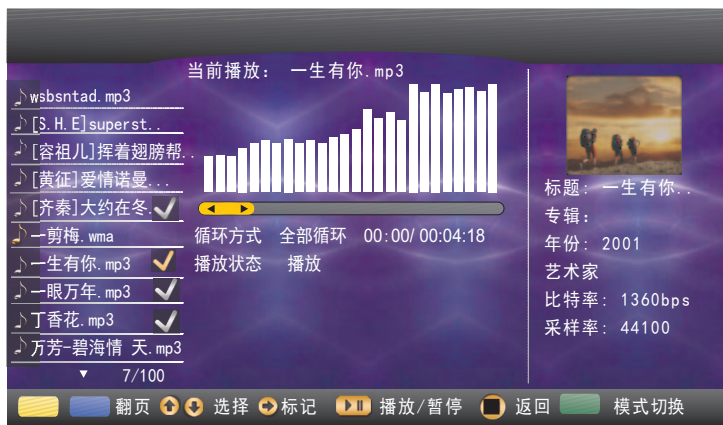 当前播放： 一生有你.mp3
wsbsntad.mp3
[S.H.E]superst..
[容祖儿]挥着翅膀帮..
[黄征]爱情诺曼...
[齐秦]大约在冬.
一剪梅.wma
一生有你.mp3
一眼万年.mp3
丁香花.mp3
万芳-碧海情 天.mp3
7/100
循环方式 全部循环 00:00/ 00:04:18
播放状态 播放
标题: 一生有你..
专辑:
年份: 2001
艺术家
比特率: 1360bps
采样率: 44100
翻页 选择 标记 播放/暂停 返回 模式切换